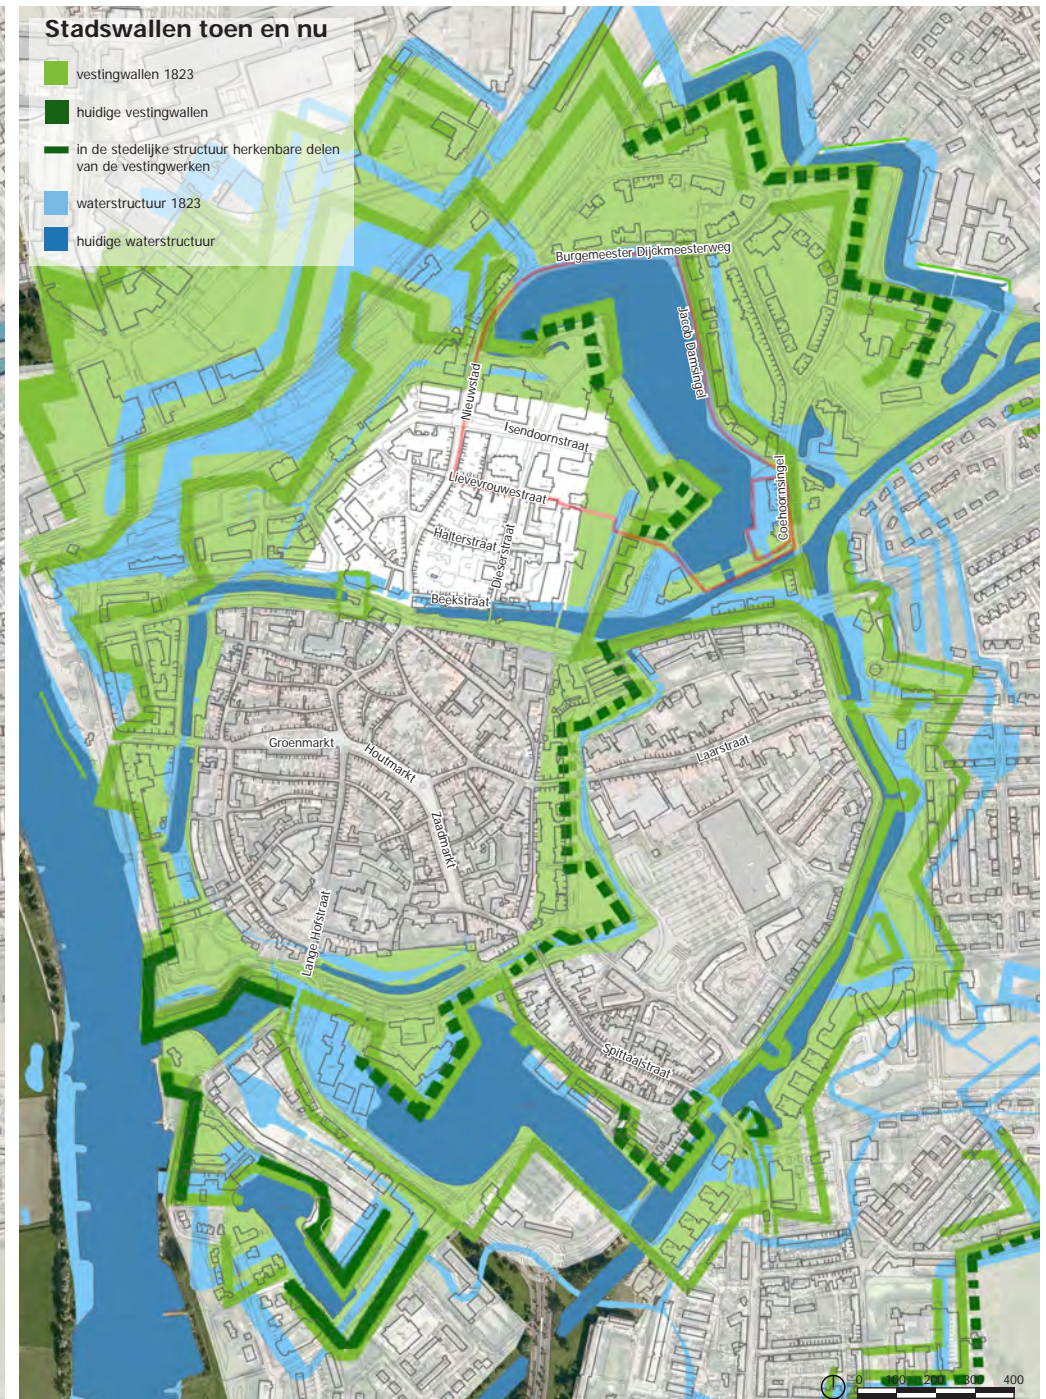 Stadswallen toen en nu
vestingwallen 1823
huidige vestingwallen
in de stedelijke structuur herkenbare delen
van de vestingwerken
waterstructuur 1823
huidige waterstructuur
Burgemeester Dijckmeesterweg
Jacob Damsingel
Nieuwstad
Isendoornstraat
Lievevrouwestraat
Coehoornsingel
Halterstraat
Dieserstraat
Beekstraat
Groenmarkt
Houtmarkt
Laarstraat
Zaadmarkt
Lange Hofstraat
Spittaalstraat
0 100 200 300 400